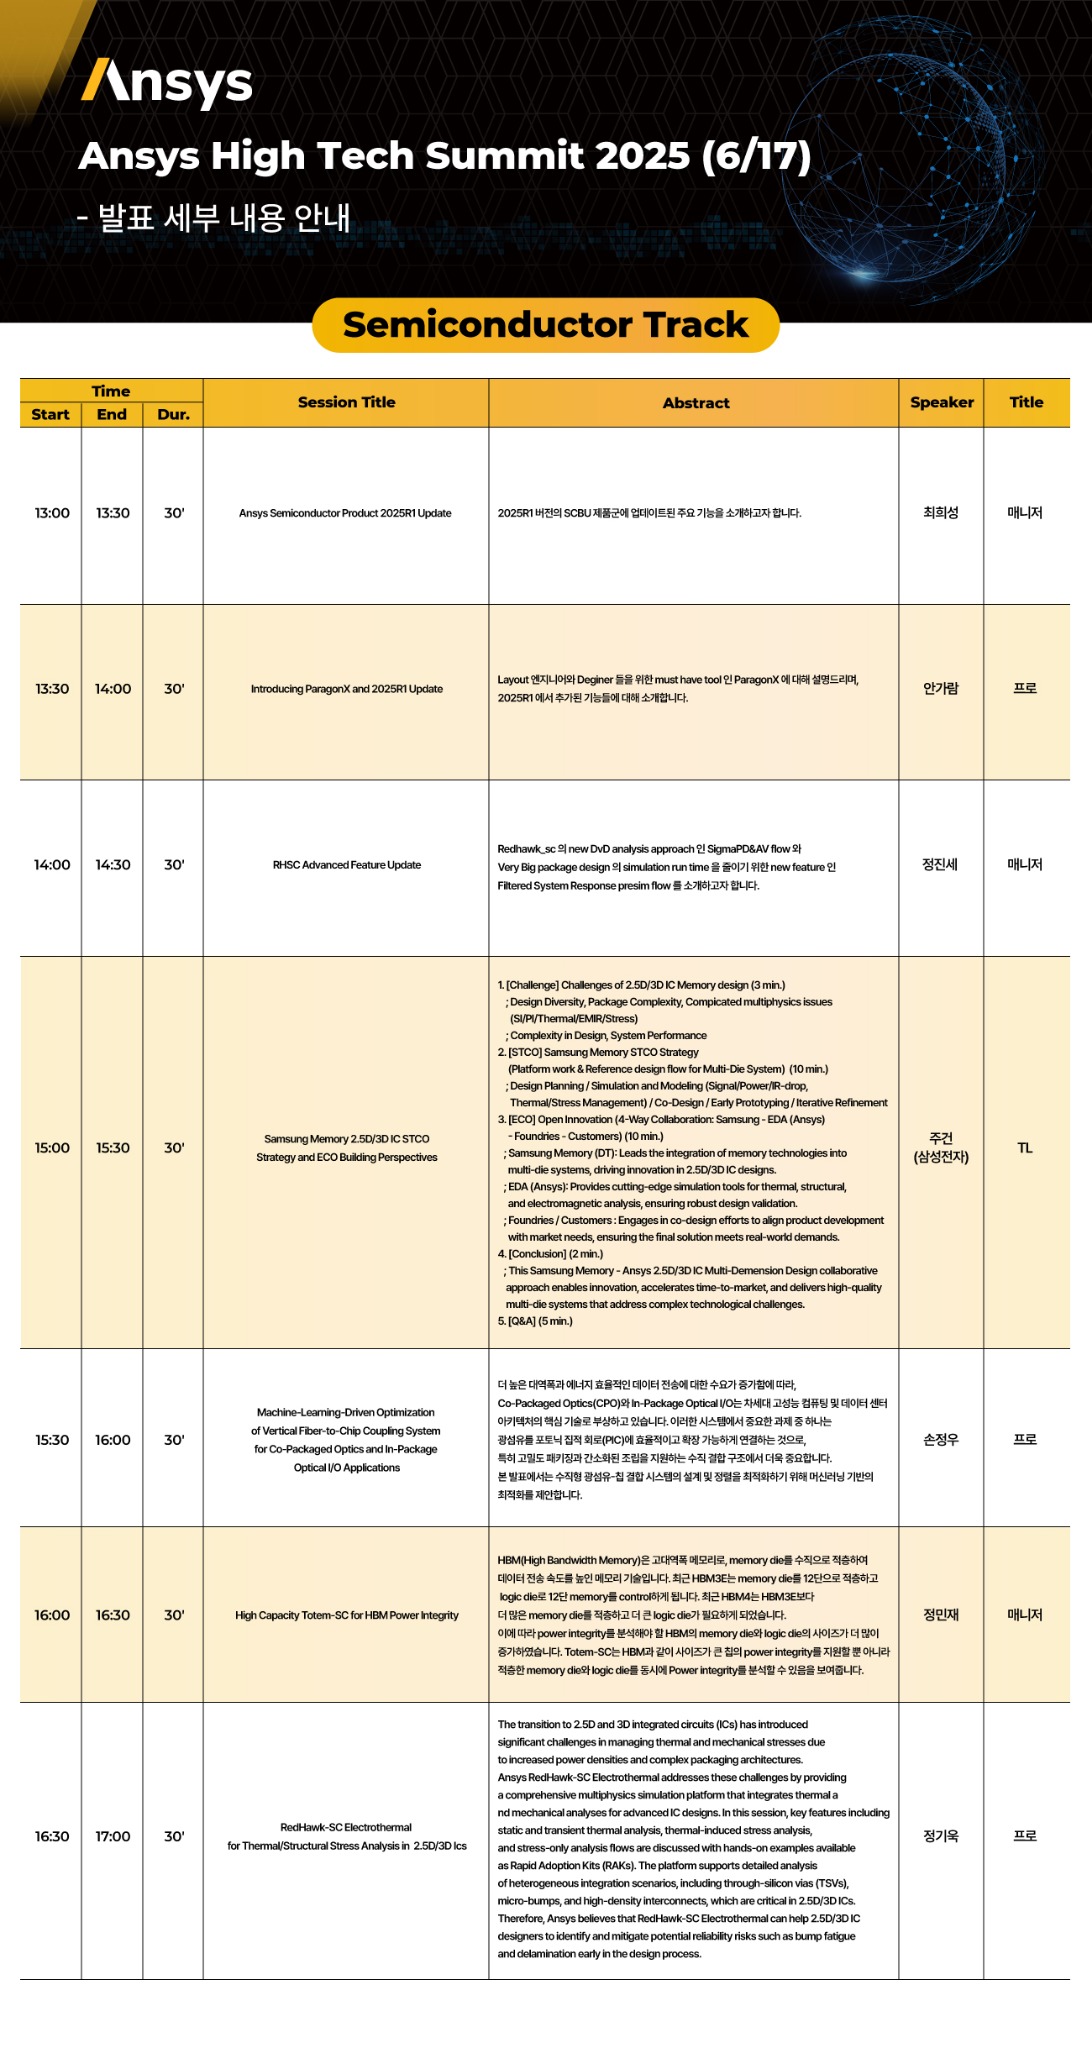 Ansys
Ansys High Tech Summit 2025 (6/17)
- 발표 세부 내용 안내
Semiconductor Track
Time
Start End Dur. Session Title Abstract Speaker Title
13:00 13:30 30' Ansys Semiconductor Product 2025R1 Update 2025R1 버전의 SCBU 제품군에 업데이트된 주요 기능을 소개하고자 합니다. 최희성 매니저
13:30 14:00 30' Introducing ParagonX and 2025R1 Update
Layout 엔지니어와 Deginer 들을 위한 must have tool 인 ParagonX 에 대해 설명드리며,
2025R1 에서 추가된 기능들에 대해 소개합니다.
안가람 프로
14:00 14:30 30' RHSC Advanced Feature Update
Redhawk_sc 의 new DvD analysis approach 인 SigmaPD&AV flow 와
Very Big package design 의 simulation run time 을 줄이기 위한 new feature 인
Filtered System Response presim flow 를 소개하고자 합니다.
정진세 매니저
15:00 15:30 30'
Samsung Memory 2.5D/3D IC STCO
Strategy and ECO Building Perspectives
1. [Challenge] Challenges of 2.5D/3D IC Memory design (3 min.)
; Design Diversity, Package Complexity, Compicated multiphysics issues
(SI/PI/Thermal/EMIR/Stress)
; Complexity in Design, System Performance
2. [STCO] Samsung Memory STCO Strategy
(Platform work & Reference design flow for Multi-Die System) (10 min.)
; Design Planning / Simulation and Modeling (Signal/Power/IR-drop,
Thermal/Stress Management) / Co-Design / Early Prototyping / Iterative Refinement
3. [ECO] Open Innovation (4-Way Collaboration: Samsung - EDA (Ansys)
- Foundries - Customers) (10 min.)
; Samsung Memory (DT): Leads the integration of memory technologies into
multi-die systems, driving innovation in 2.5D/3D IC designs.
; EDA (Ansys): Provides cutting-edge simulation tools for thermal, structural,
and electromagnetic analysis, ensuring robust design validation.
; Foundries / Customers : Engages in co-design efforts to align product development
with market needs, ensuring the final solution meets real-world demands.
4. [Conclusion] (2 min.)
; This Samsung Memory - Ansys 2.5D/3D IC Multi-Demension Design collaborative
approach enables innovation, accelerates time-to-market, and delivers high-quality
multi-die systems that address complex technological challenges.
5. [Q&A] (5 min.)
주건
(삼성전자)
TL
15:30 16:00 30'
Machine-Learning-Driven Optimization
of Vertical Fiber-to-Chip Coupling System
for Co-Packaged Optics and In-Package
Optical I/O Applications
더 높은 대역폭과 에너지 효율적인 데이터 전송에 대한 수요가 증가함에 따라,
Co-Packaged Optics(CPO)와 In-Package Optical I/O는 차세대 고성능 컴퓨팅 및 데이터 센터
아키텍처의 핵심 기술로 부상하고 있습니다. 이러한 시스템에서 중요한 과제 중 하나는
광섬유를 포토닉 집적 회로(PIC)에 효율적이고 확장 가능하게 연결하는 것으로,
특히 고밀도 패키징과 간소화된 조립을 지원하는 수직 결합 구조에서 더욱 중요합니다.
본 발표에서는 수직형 광섬유-칩 결합 시스템의 설계 및 정렬을 최적화하기 위해 머신러닝 기반의
최적화를 제안합니다.
손정우 프로
16:00 16:30 30' High Capacity Totem-SC for HBM Power Integrity
HBM(High Bandwidth Memory)은 고대역폭 메모리로, memory die를 수직으로 적층하여
데이터 전송 속도를 높인 메모리 기술입니다. 최근 HBM3E는 memory die를 12단으로 적층하고
logic die로 12단 memory를 control하게 됩니다. 최근 HBM4는 HBM3E보다
더 많은 memory die를 적층하고 더 큰 logic die가 필요하게 되었습니다.
이에 따라 power integrity를 분석해야 할 HBM의 memory die와 logic die의 사이즈가 더 많이
증가하였습니다. Totem-SC는 HBM과 같이 사이즈가 큰 칩의 power integrity를 지원할 뿐 아니라
적층한 memory die와 logic die를 동시에 Power integrity를 분석할 수 있음을 보여줍니다.
정민재 매니저
16:30 17:00 30'
RedHawk-SC Electrothermal
for Thermal/Structural Stress Analysis in 2.5D/3D Ics
The transition to 2.5D and 3D integrated circuits (ICs) has introduced
significant challenges in managing thermal and mechanical stresses due
to increased power densities and complex packaging architectures.
Ansys RedHawk-SC Electrothermal addresses these challenges by providing
a comprehensive multiphysics simulation platform that integrates thermal a
nd mechanical analyses for advanced IC designs. In this session, key features including
static and transient thermal analysis, thermal-induced stress analysis,
and stress-only analysis flows are discussed with hands-on examples available
as Rapid Adoption Kits (RAKs). The platform supports detailed analysis
of heterogeneous integration scenarios, including through-silicon vias (TSVs),
micro-bumps, and high-density interconnects, which are critical in 2.5D/3D ICs.
Therefore, Ansys believes that RedHawk-SC Electrothermal can help 2.5D/3D IC
designers to identify and mitigate potential reliability risks such as bump fatigue
and delamination early in the design process.
정기욱 프로